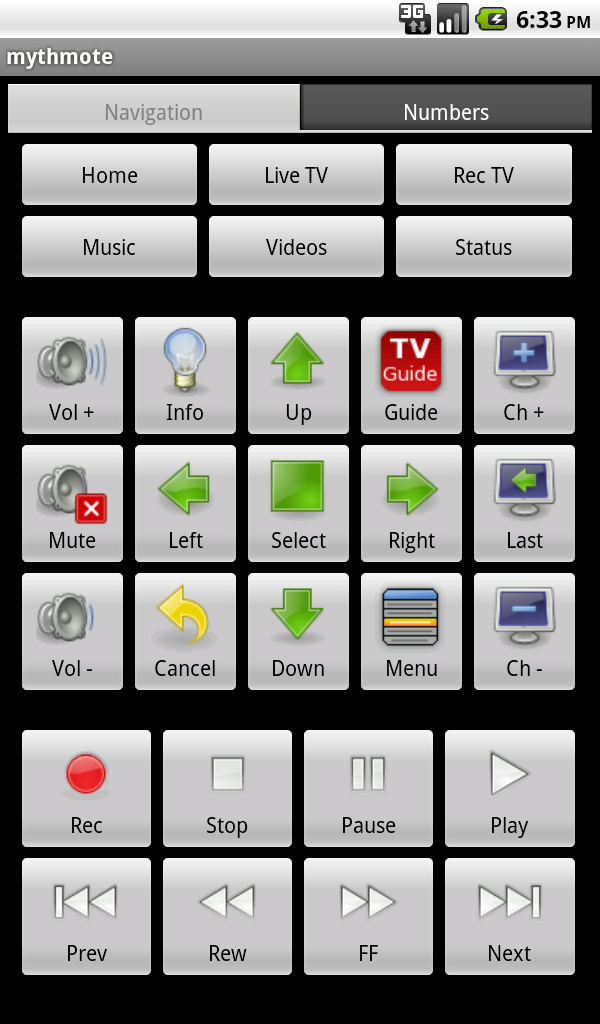 3G 6:33 PM
mythmote
Navigation Numbers
Home Live TV Rec TV
Music Videos Status
TV
Guide
Vol + Info Up Guide Ch +
Mute Left Select Right Last
Vol - Cancel Down Menu Ch -
Rec Stop Pause Play
Prev Rew FF Next